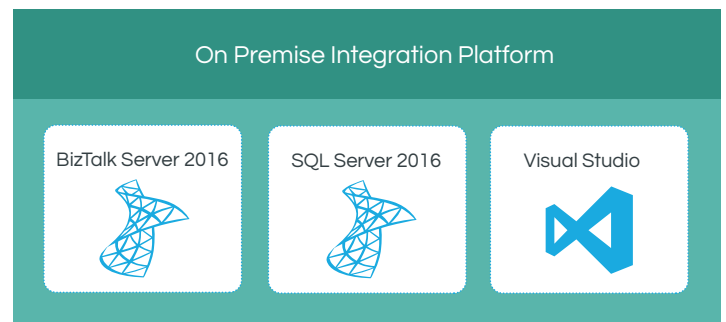 On Premise Integration Platform
BizTalk Server 2016
SQL Server 2016
Visual Studio